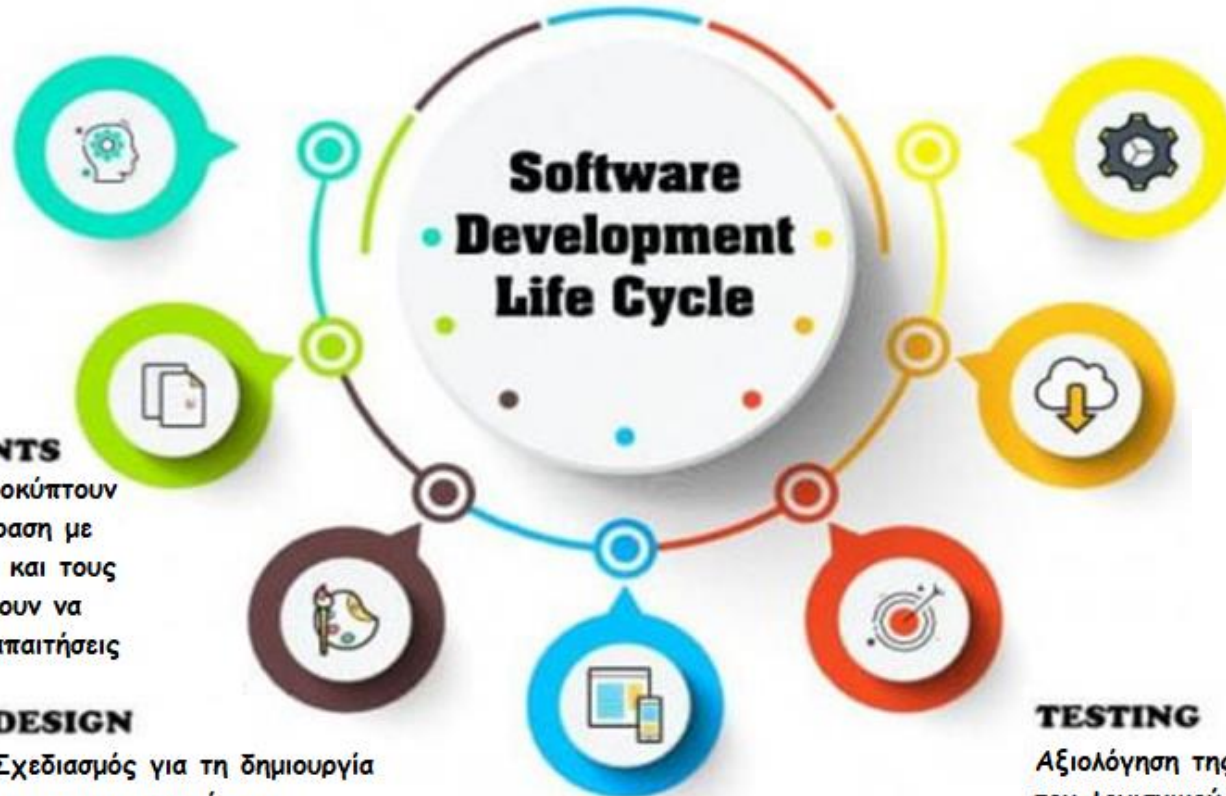 Software
Development
Life Cycle
NTS
οκύπτουν
ραση με
και τους
ουν να
απαιτήσεις
DESIGN
Σχεδιασμός για τη δημιουργία
TESTING
Αξιολόγηση της